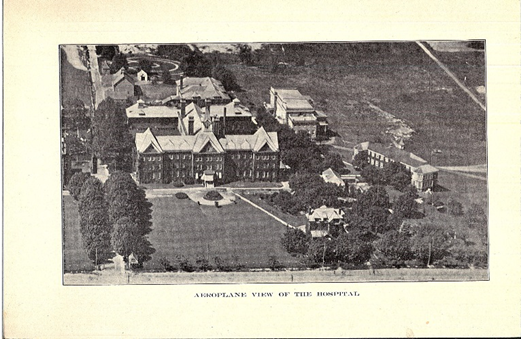 AEROPLANE VIEW OF THE HOSPITAL